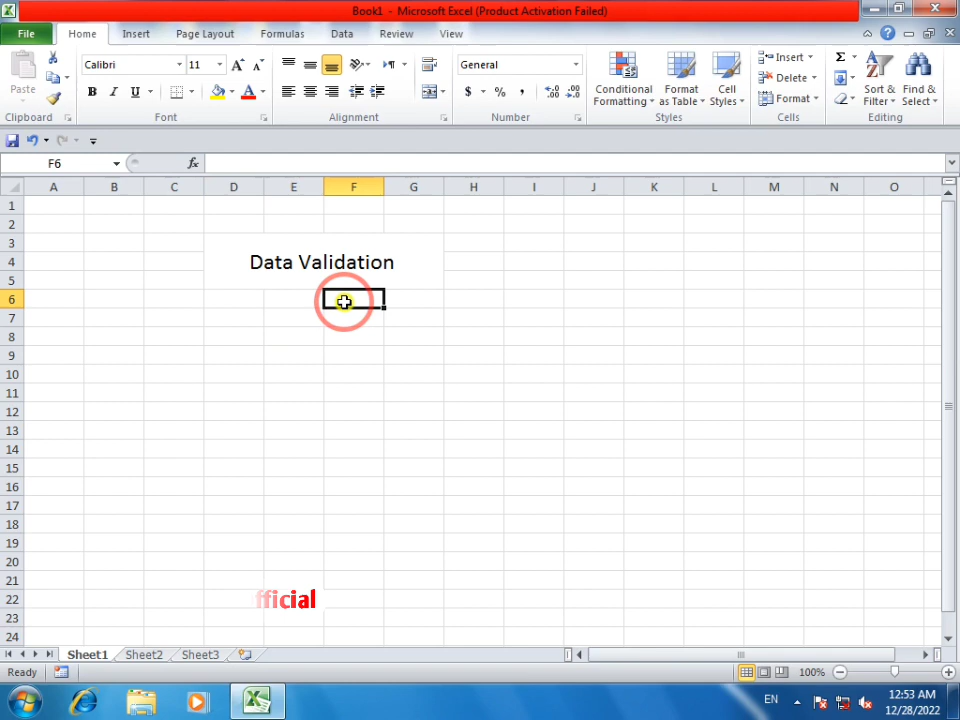 Book1 - Microsoft Excel (Product Activation Failed)
File Home Insert Page Layout Formulas Data Review View
Paste
Calibri 11
General
Conditional Formatting
Format as Table
Cell Styles
Insert
Delete
Format
Sort & Filter
Find & Select
Clipboard Font Alignment Number Styles Cells Editing
F6 fx
A B C D E F G H I J K L M N O
1
2
3
4 Data Validation
5
6
7
8
9
10
11
12
13
14
15
16
17
18
19
20
21
22 fficial
23
24
Sheet1 Sheet2 Sheet3
Ready 100%
EN 12:53 AM
12/28/2022